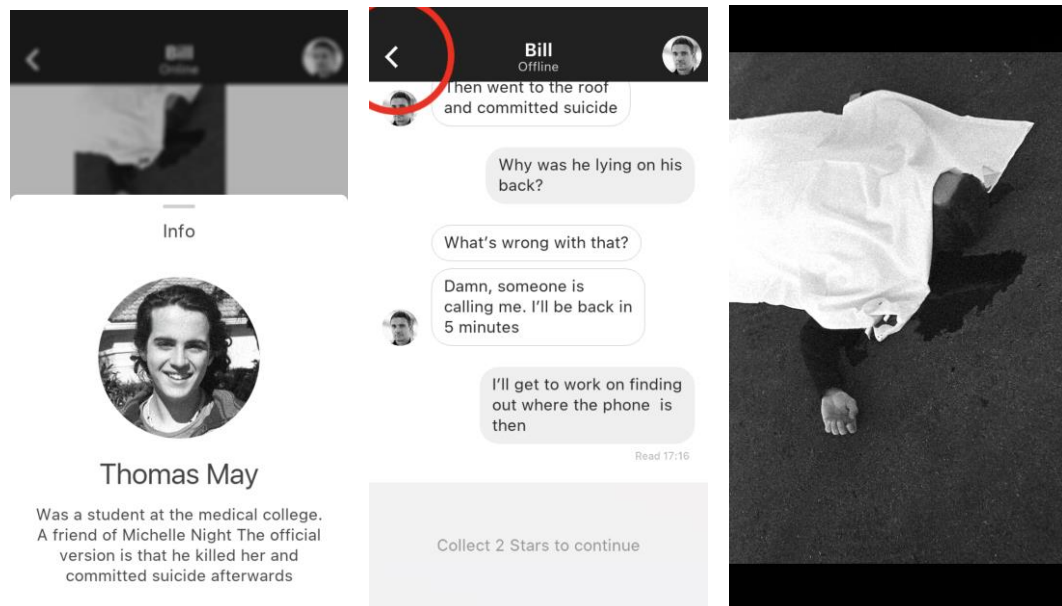 Bill
Online
Info
Thomas May
Was a student at the medical college.
A friend of Michelle Night The official
version is that he killed her and
committed suicide afterwards
Bill
Offline
Then went to the roof
and committed suicide
Why was he lying on his
back?
What's wrong with that?
Damn, someone is
calling me. I'll be back in
5 minutes
I'll get to work on finding
out where the phone is
then
Read 17:16
Collect 2 Stars to continue